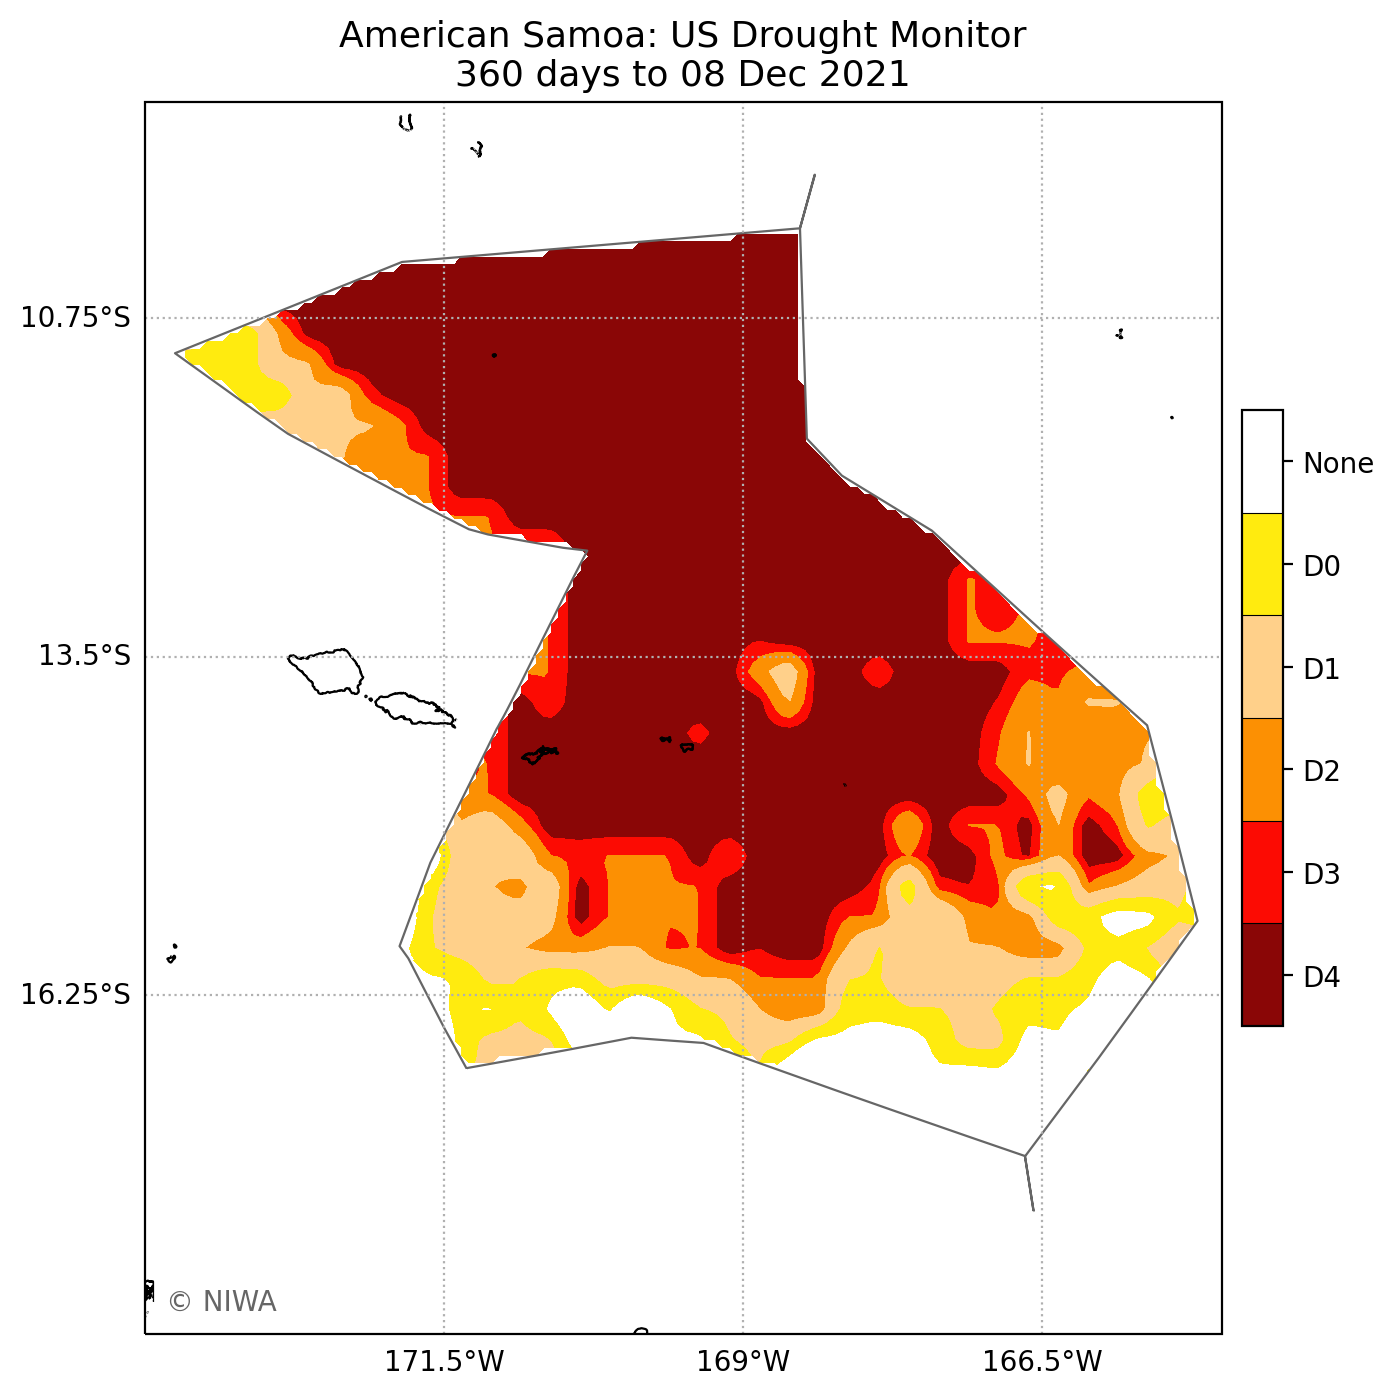 American Samoa: US Drought Monitor
360 days to 08 Dec 2021
10.75°S
13.5°S
16.25°S
171.5°W
169°W
166.5°W
None
D0
D1
D2
D3
D4
© NIWA